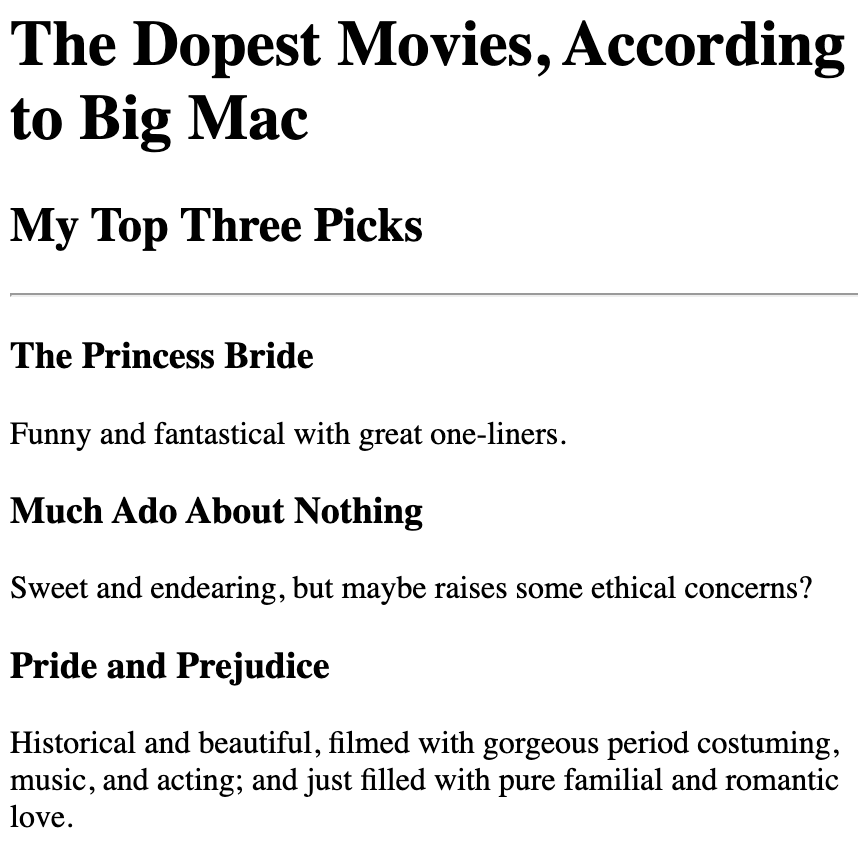 The Dopest Movies, According
to Big Mac
My Top Three Picks
The Princess Bride
Funny and fantastical with great one-liners.
Much Ado About Nothing
Sweet and endearing, but maybe raises some ethical concerns?
Pride and Prejudice
Historical and beautiful, filmed with gorgeous period costuming,
music, and acting; and just filled with pure familial and romantic
love.